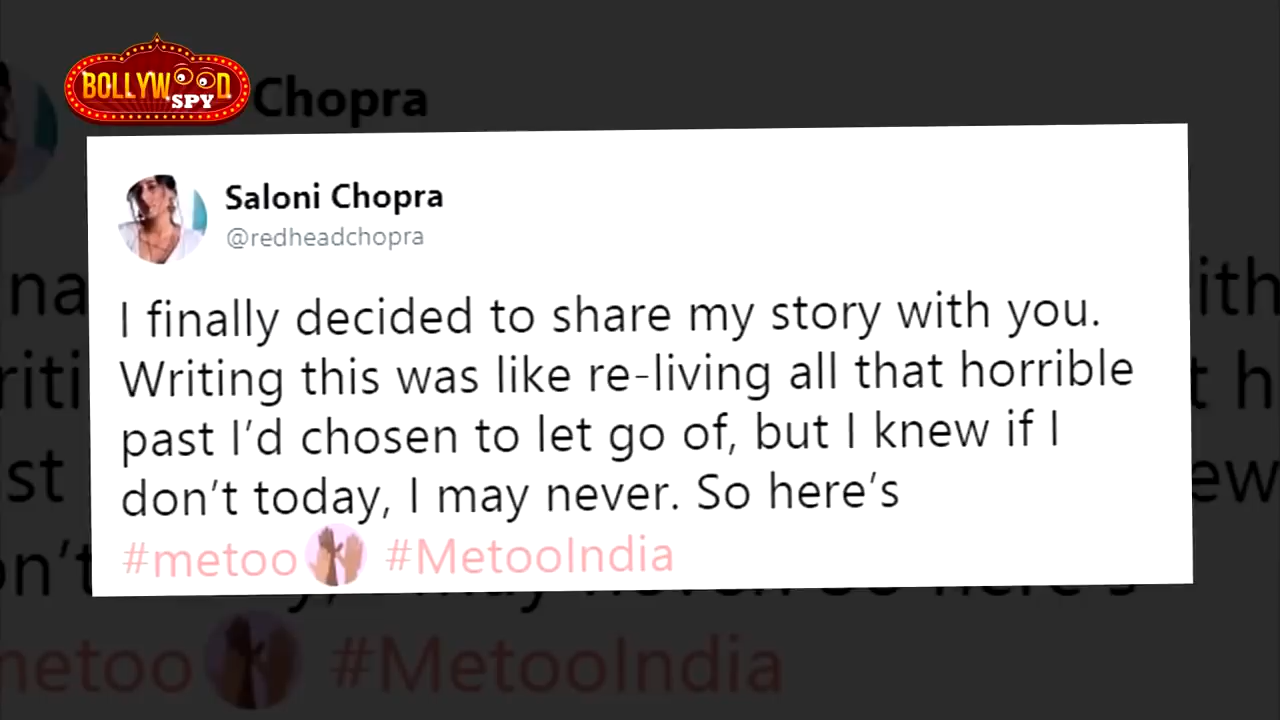 BOLLYWOOD
SPY
Chopra
Saloni Chopra
@redheadchopra
I finally decided to share my story with you.
Writing this was like re-living all that horrible
past I’d chosen to let go of, but I knew if I
don’t today, I may never. So here’s
#metoo #MetooIndia
#MetooIndia